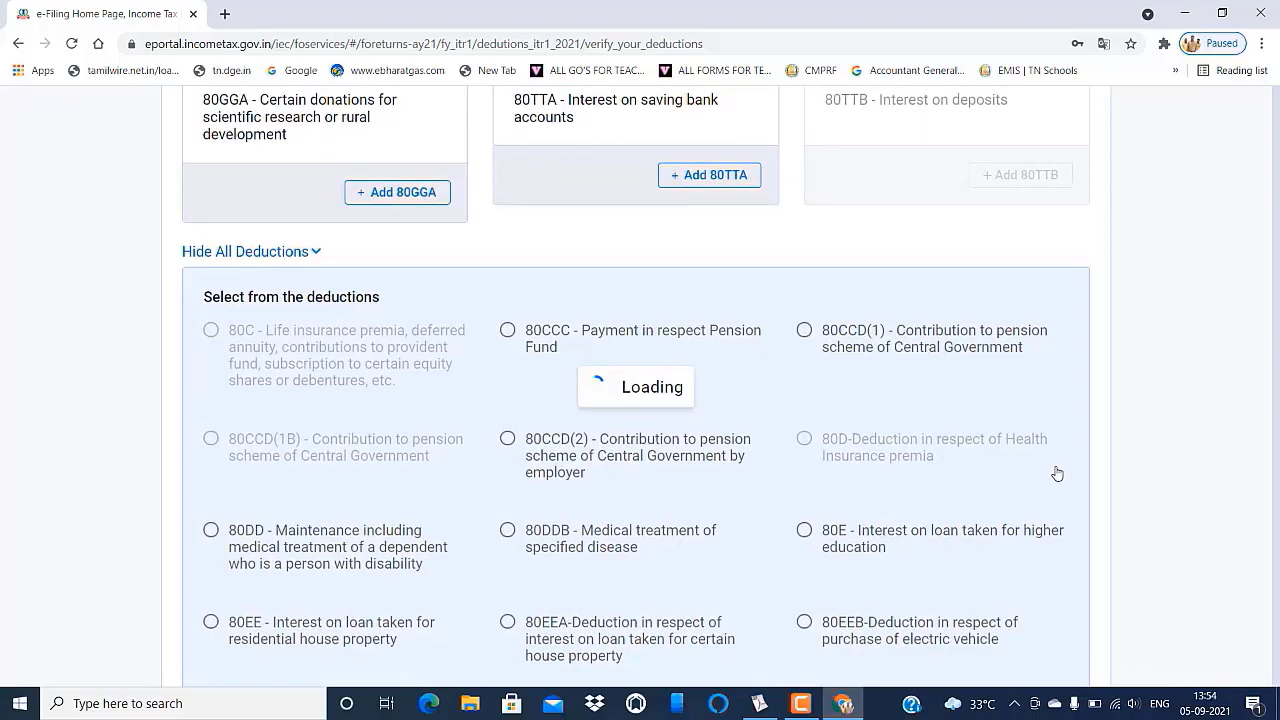 e-Filing Home Page, Income Tax
eportal.incometax.gov.in/iec/foservices/#/foreturns-ay21/fy_itr1/dedutions_itr1_2021/verify_your_deductions
Paused
Apps
tamilwire.net.in/loa...
tn.dge.in
Google
www.ebharatgas.com
New Tab
ALL GO'S FOR TEAC...
ALL FORMS FOR TE...
CMPRF
Accountant General...
EMIS | TN Schools
»
Reading list
80GGA - Certain donations for
scientific research or rural
development
+ Add 80GGA
80TTA - Interest on saving bank
accounts
+ Add 80TTA
80TTB - Interest on deposits
+ Add 80TTB
Hide All Deductions
Select from the deductions
80C - Life insurance premia, deferred
annuity, contributions to provident
fund, subscription to certain equity
shares or debentures, etc.
80CCC - Payment in respect Pension
Fund
80CCD(1) - Contribution to pension
scheme of Central Government
Loading
80CCD(1B) - Contribution to pension
scheme of Central Government
80CCD(2) - Contribution to pension
scheme of Central Government by
employer
80D-Deduction in respect of Health
Insurance premia
80DD - Maintenance including
medical treatment of a dependent
who is a person with disability
80DDB - Medical treatment of
specified disease
80E - Interest on loan taken for higher
education
80EE - Interest on loan taken for
residential house property
80EEA-Deduction in respect of
interest on loan taken for certain
house property
80EEB-Deduction in respect of
purchase of electric vehicle
Type here to search
33°C
ENG
13:54
05-09-2021